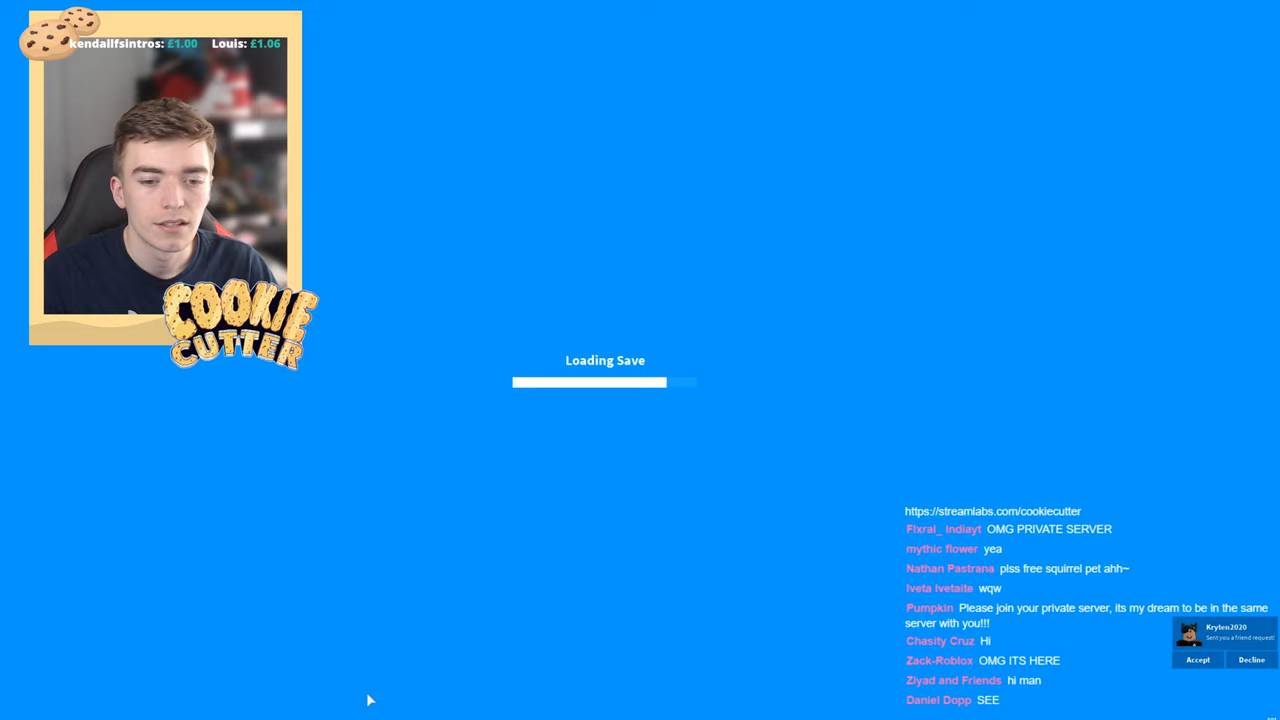 kendallfsintros: £1.00 Louis: £1.06
COOKIE
CUTTER
Loading Save
https://streamlabs.com/cookiecutter
Flxral_ Indiayt OMG PRIVATE SERVER
mythic flower yea
Nathan Pastrana plss free squirrel pet ahh~
Iveta Ivetaite wqw
Pumpkin Please join your private server, its my dream to be in the same
server with you!!!
Kryten2020
Sent you a friend request!
Chasity Cruz Hi
Zack-Roblox OMG ITS HERE
Accept Decline
Ziyad and Friends hi man
Daniel Dopp SEE